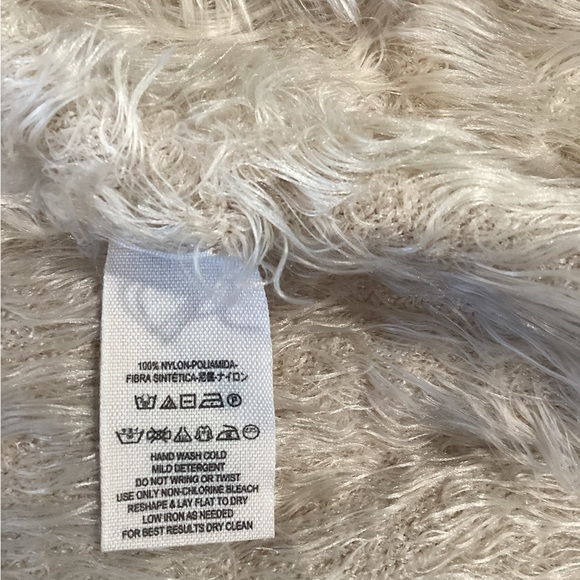 100% NYLON-POLIAMIDA-
FIBRA SINTÉTICA-尼龍-ナイロン
HAND WASH COLD
MILD DETERGENT
DO NOT WRING OR TWIST
USE ONLY NON-CHLORINE BLEACH
RESHAPE & LAY FLAT TO DRY
LOW IRON AS NEEDED
FOR BEST RESULTS DRY CLEAN